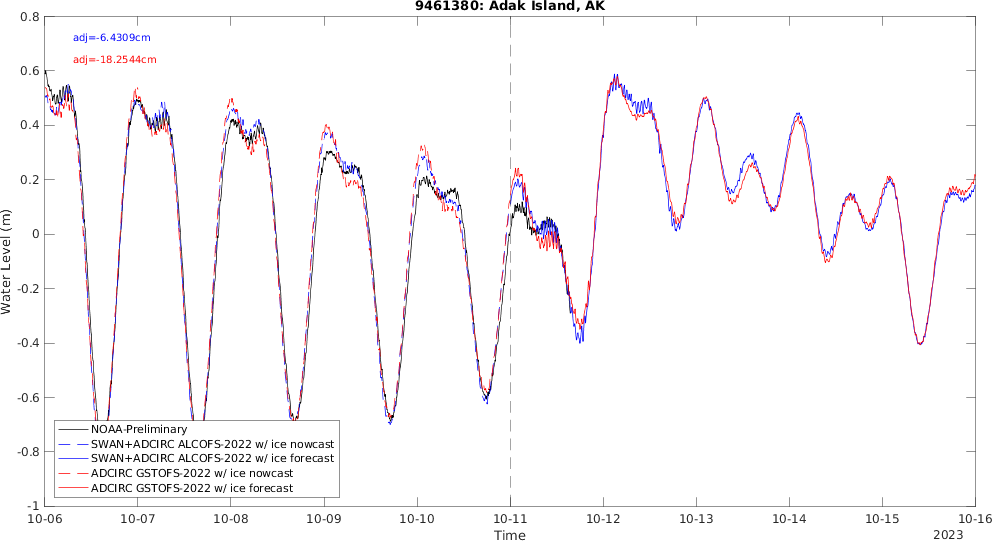 9461380: Adak Island, AK
adj=-6.4309cm
adj=-18.2544cm
Water Level (m)
0.8
0.6
0.4
0.2
0
-0.2
-0.4
-0.6
-0.8
-1
NOAA-Preliminary
SWAN+ADCIRC ALCOFS-2022 w/ ice nowcast
SWAN+ADCIRC ALCOFS-2022 w/ ice forecast
ADCIRC GSTOFS-2022 w/ ice nowcast
ADCIRC GSTOFS-2022 w/ ice forecast
10-06 10-07 10-08 10-09 10-10 10-11 10-12 10-13 10-14 10-15 10-16
Time
2023